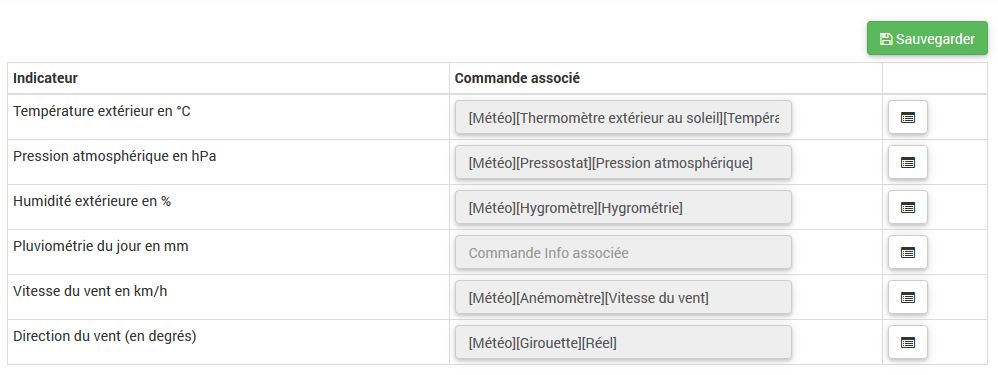 Sauvegarder
Indicateur Commande associé
Température extérieur en °C [Météo][Thermomètre extérieur au soleil][Tempéra
Pression atmosphérique en hPa [Météo][Pressostat][Pression atmosphérique]
Humidité extérieure en % [Météo][Hygromètre][Hygrométrie]
Pluviométrie du jour en mm Commande Info associée
Vitesse du vent en km/h [Météo][Anémomètre][Vitesse du vent]
Direction du vent (en degrés) [Météo][Girouette][Réel]